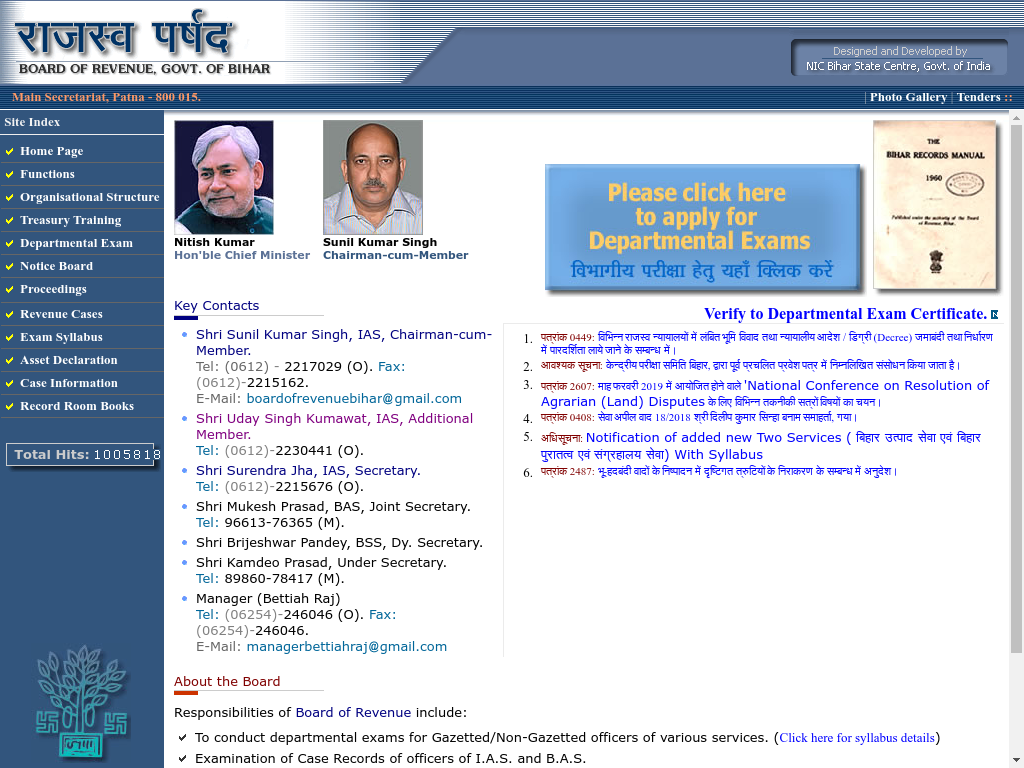 राजस्व पर्षद
BOARD OF REVENUE, GOVT. OF BIHAR
Designed and Developed by
NIC Bihar State Centre, Govt. of India
Main Secretariat, Patna - 800 015.
| Photo Gallery | Tenders ::
Site Index
Home Page
Functions
Organisational Structure
Treasury Training
Departmental Exam
Notice Board
Proceedings
Revenue Cases
Exam Syllabus
Asset Declaration
Case Information
Record Room Books
Total Hits: 1005818
Nitish Kumar
Hon'ble Chief Minister
Sunil Kumar Singh
Chairman-cum-Member
Please click here
to apply for
Departmental Exams
विभागीय परीक्षा हेतु यहाँ क्लिक करें
THE
BIHAR RECORDS MANUAL
1960
Published under the authority of the Board
of Revenue, Bihar.
Key Contacts
Shri Sunil Kumar Singh, IAS, Chairman-cum-
Member.
Tel: (0612) - 2217029 (O). Fax:
(0612)-2215162.
E-Mail: boardofrevenuebihar@gmail.com
Shri Uday Singh Kumawat, IAS, Additional
Member.
Tel: (0612)-2230441 (O).
Shri Surendra Jha, IAS, Secretary.
Tel: (0612)-2215676 (O).
Shri Mukesh Prasad, BAS, Joint Secretary.
Tel: 96613-76365 (M).
Shri Brijeshwar Pandey, BSS, Dy. Secretary.
Shri Kamdeo Prasad, Under Secretary.
Tel: 89860-78417 (M).
Manager (Bettiah Raj)
Tel: (06254)-246046 (O). Fax:
(06254)-246046.
E-Mail: managerbettiahraj@gmail.com
Verify to Departmental Exam Certificate.
1. पत्रांक 0449: विभिन्न राजस्व न्यायालयों में लंबित भूमि विवाद तथा न्यायालीय आदेश / डिग्री (Decree) जमाबंदी तथा निर्धारण
में पारदर्शिता लाये जाने के सम्बन्ध में।
2. आवश्यक सूचना: केन्द्रीय परीक्षा समिति बिहार, द्वारा पूर्व प्रचलित प्रवेश पत्र में निम्नलिखित संसोधन किया जाता है।
3. पत्रांक 2607: माह फरवरी 2019 में आयोजित होने वाले 'National Conference on Resolution of
Agrarian (Land) Disputes के लिए विभिन्न तकनीकी सत्रों विषयों का चयन।
4. पत्रांक 0408: सेवा अपील वाद 18/2018 श्री दिलीप कुमार सिन्हा बनाम समाहर्ता, गया।
5. अधिसूचना: Notification of added new Two Services ( बिहार उत्पाद सेवा एवं बिहार
पुरातत्व एवं संग्रहालय सेवा) With Syllabus
6. पत्रांक 2487: भू-हदबंदी वादों के निष्पादन में दृष्टिगत त्रुटियों के निराकरण के सम्बन्ध में अनुदेश।
About the Board
Responsibilities of Board of Revenue include:
To conduct departmental exams for Gazetted/Non-Gazetted officers of various services. (Click here for syllabus details)
Examination of Case Records of officers of I.A.S. and B.A.S.